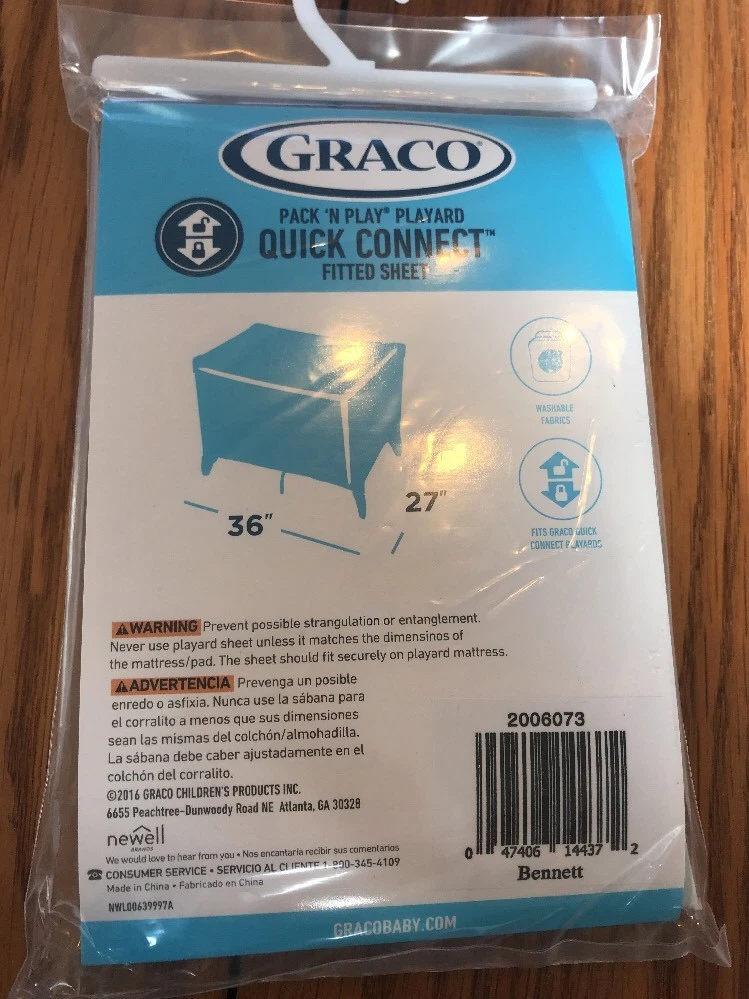 GRACO®
PACK 'N PLAY® PLAYARD
QUICK CONNECT™
FITTED SHEET
WASHABLE
FABRICS
36"
27"
FITS GRACO QUICK
CONNECT PLAYARDS
WARNING Prevent possible strangulation or entanglement.
Never use playard sheet unless it matches the dimensinos of
the mattress/pad. The sheet should fit securely on playard mattress.
ADVERTENCIA Prevenga un posible
enredo o asfixia. Nunca use la sábana para
el corralito a menos que sus dimensiones
sean las mismas del colchón/almohadilla.
La sábana debe caber ajustadamente en el
colchón del corralito.
©2016 GRACO CHILDREN'S PRODUCTS INC.
6655 Peachtree-Dunwoody Road NE Atlanta, GA 30328
newell
BRANDS
We would love to hear from you • Nos encantaría recibir sus comentarios
CONSUMER SERVICE • SERVICIO AL CLIENTE 1-800-345-4109
Made in China • Fabricado en China
NWL00639997A
2006073
0 47406 14437 2
Bennett
GRACOBABY.COM